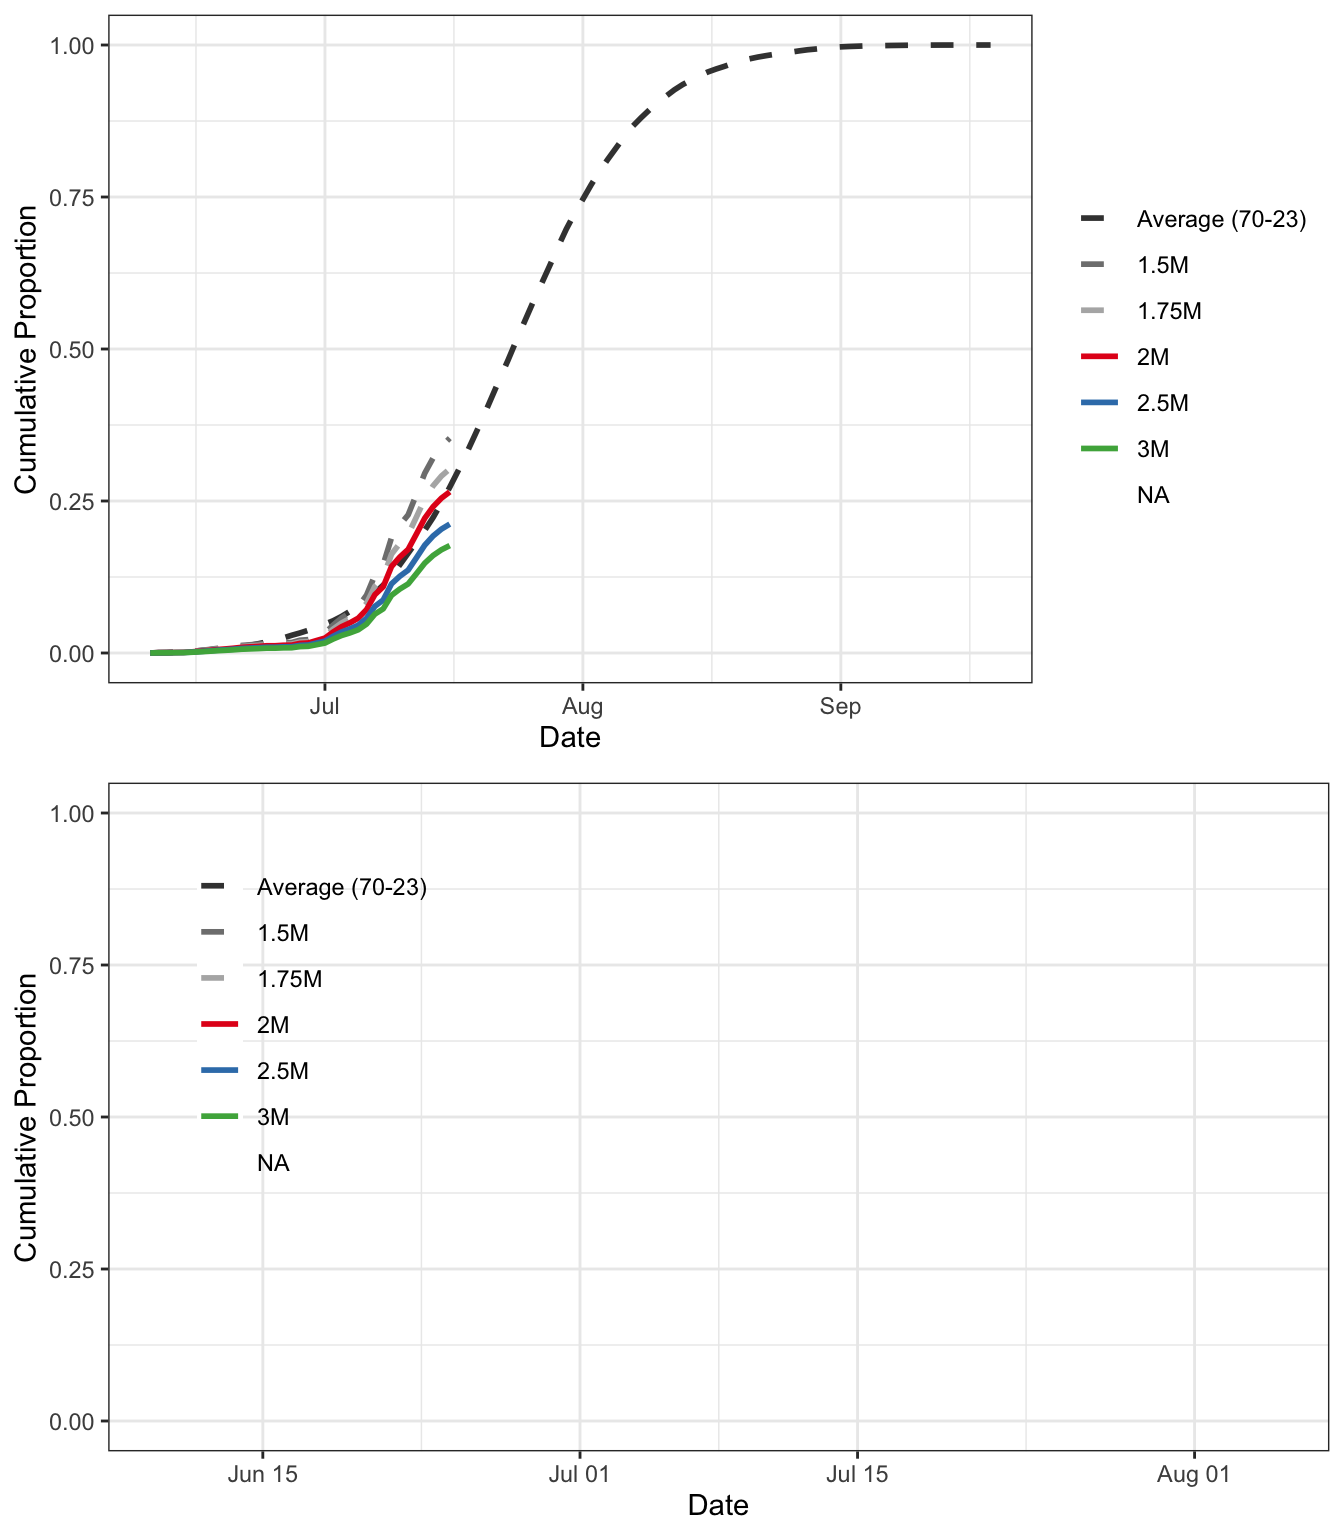 1.00
0.75
0.50
0.25
0.00
Cumulative Proportion
Jul Aug Sep
Date
Average (70-23)
1.5M
1.75M
2M
2.5M
3M
NA
1.00
0.75
0.50
0.25
0.00
Cumulative Proportion
Average (70-23)
1.5M
1.75M
2M
2.5M
3M
NA
Jun 15 Jul 01 Jul 15 Aug 01
Date